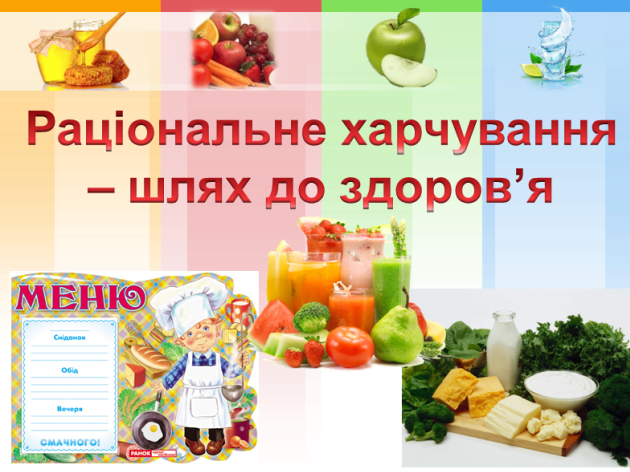 Раціональне харчування
– шлях до здоров’я
МЕНЮ
Сніданок
Обід
Вечеря
СМАЧНОГО!
РАНОК